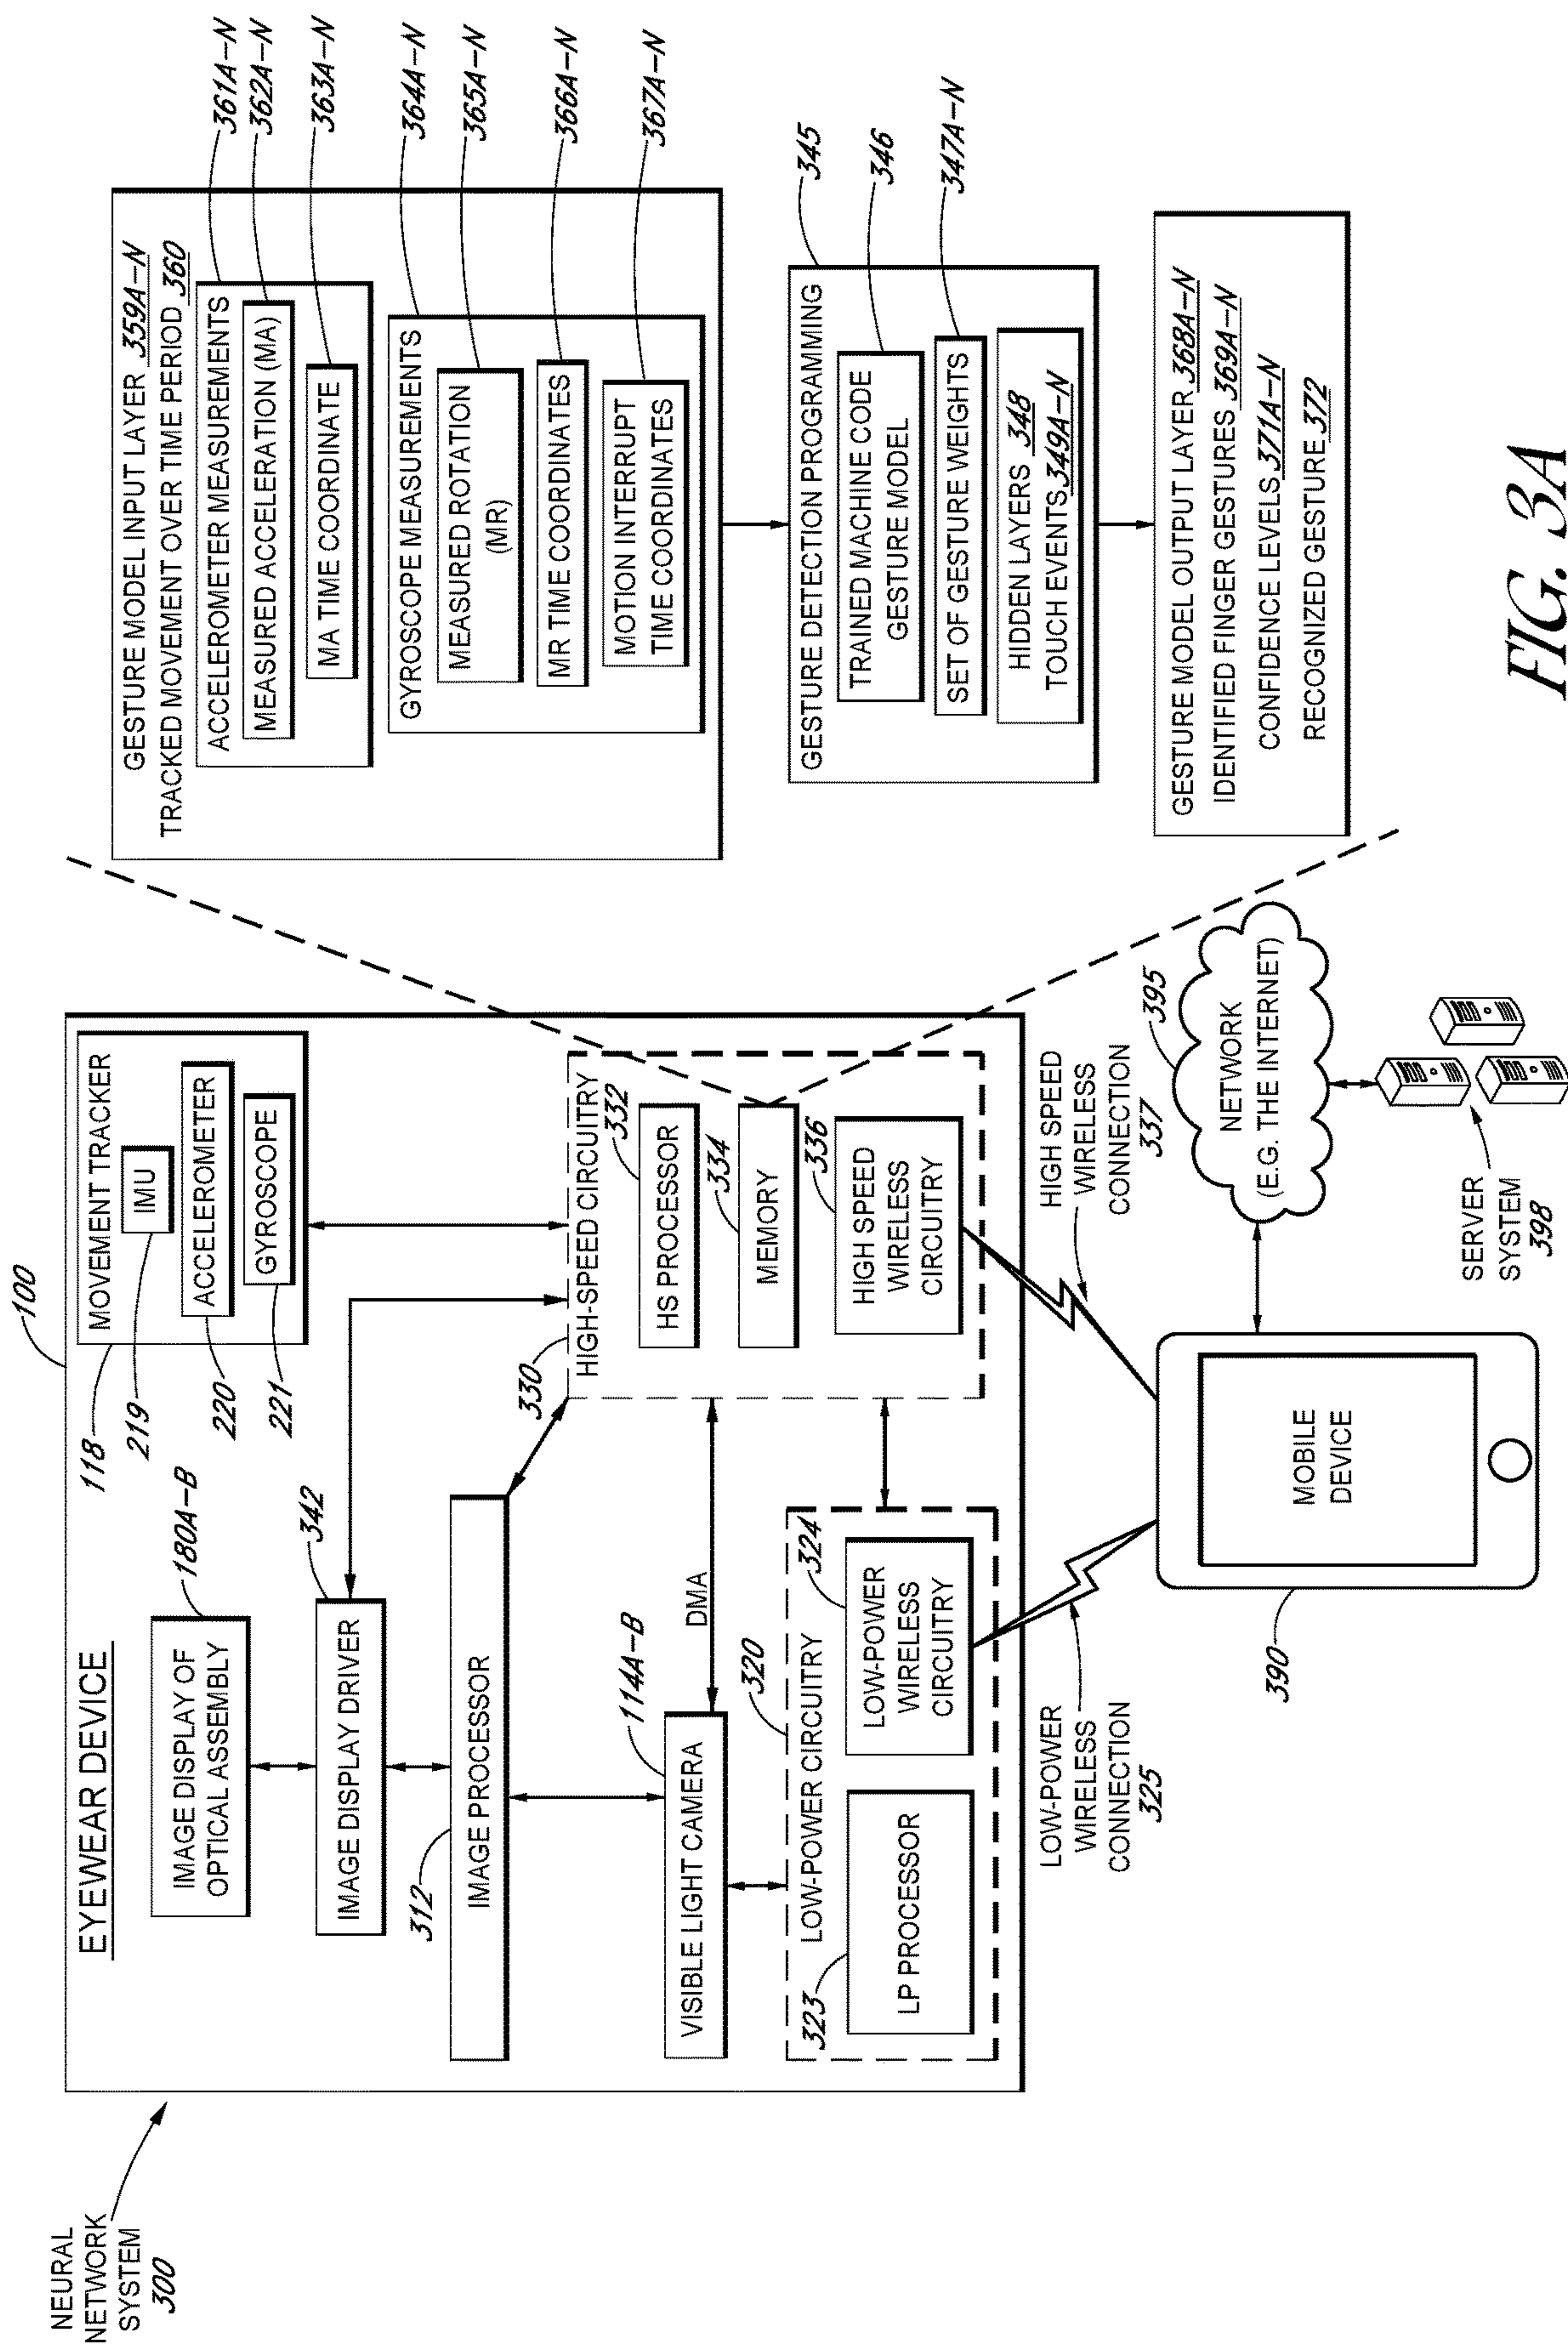 NEURAL
NETWORK
SYSTEM
300
100
EYEWEAR DEVICE
IMAGE DISPLAY OF
OPTICAL ASSEMBLY
180A-B
IMAGE DISPLAY DRIVER
342
IMAGE PROCESSOR
312
VISIBLE LIGHT CAMERA
114A-B
DMA
118
MOVEMENT TRACKER
IMU
219
ACCELEROMETER
220
GYROSCOPE
221
LOW-POWER CIRCUITRY
320
LP PROCESSOR
323
LOW-POWER
WIRELESS
CIRCUITRY
324
330
HIGH-SPEED CIRCUITRY
HS PROCESSOR
332
MEMORY
334
HIGH SPEED
WIRELESS
CIRCUITRY
336
LOW-POWER
WIRELESS
CONNECTION
325
HIGH SPEED
WIRELESS
CONNECTION
337
MOBILE
DEVICE
390
NETWORK
(E.G. THE INTERNET)
395
SERVER
SYSTEM
398
GESTURE MODEL INPUT LAYER 359A-N
TRACKED MOVEMENT OVER TIME PERIOD 360
ACCELEROMETER MEASUREMENTS
361A-N
MEASURED ACCELERATION (MA)
362A-N
MA TIME COORDINATE
363A-N
GYROSCOPE MEASUREMENTS
364A-N
MEASURED ROTATION
(MR)
365A-N
MR TIME COORDINATES
366A-N
MOTION INTERRUPT
TIME COORDINATES
367A-N
GESTURE DETECTION PROGRAMMING
345
TRAINED MACHINE CODE
GESTURE MODEL
346
SET OF GESTURE WEIGHTS
347A-N
HIDDEN LAYERS 348
TOUCH EVENTS 349A-N
GESTURE MODEL OUTPUT LAYER 368A-N
IDENTIFIED FINGER GESTURES 369A-N
CONFIDENCE LEVELS 371A-N
RECOGNIZED GESTURE 372
FIG. 3A